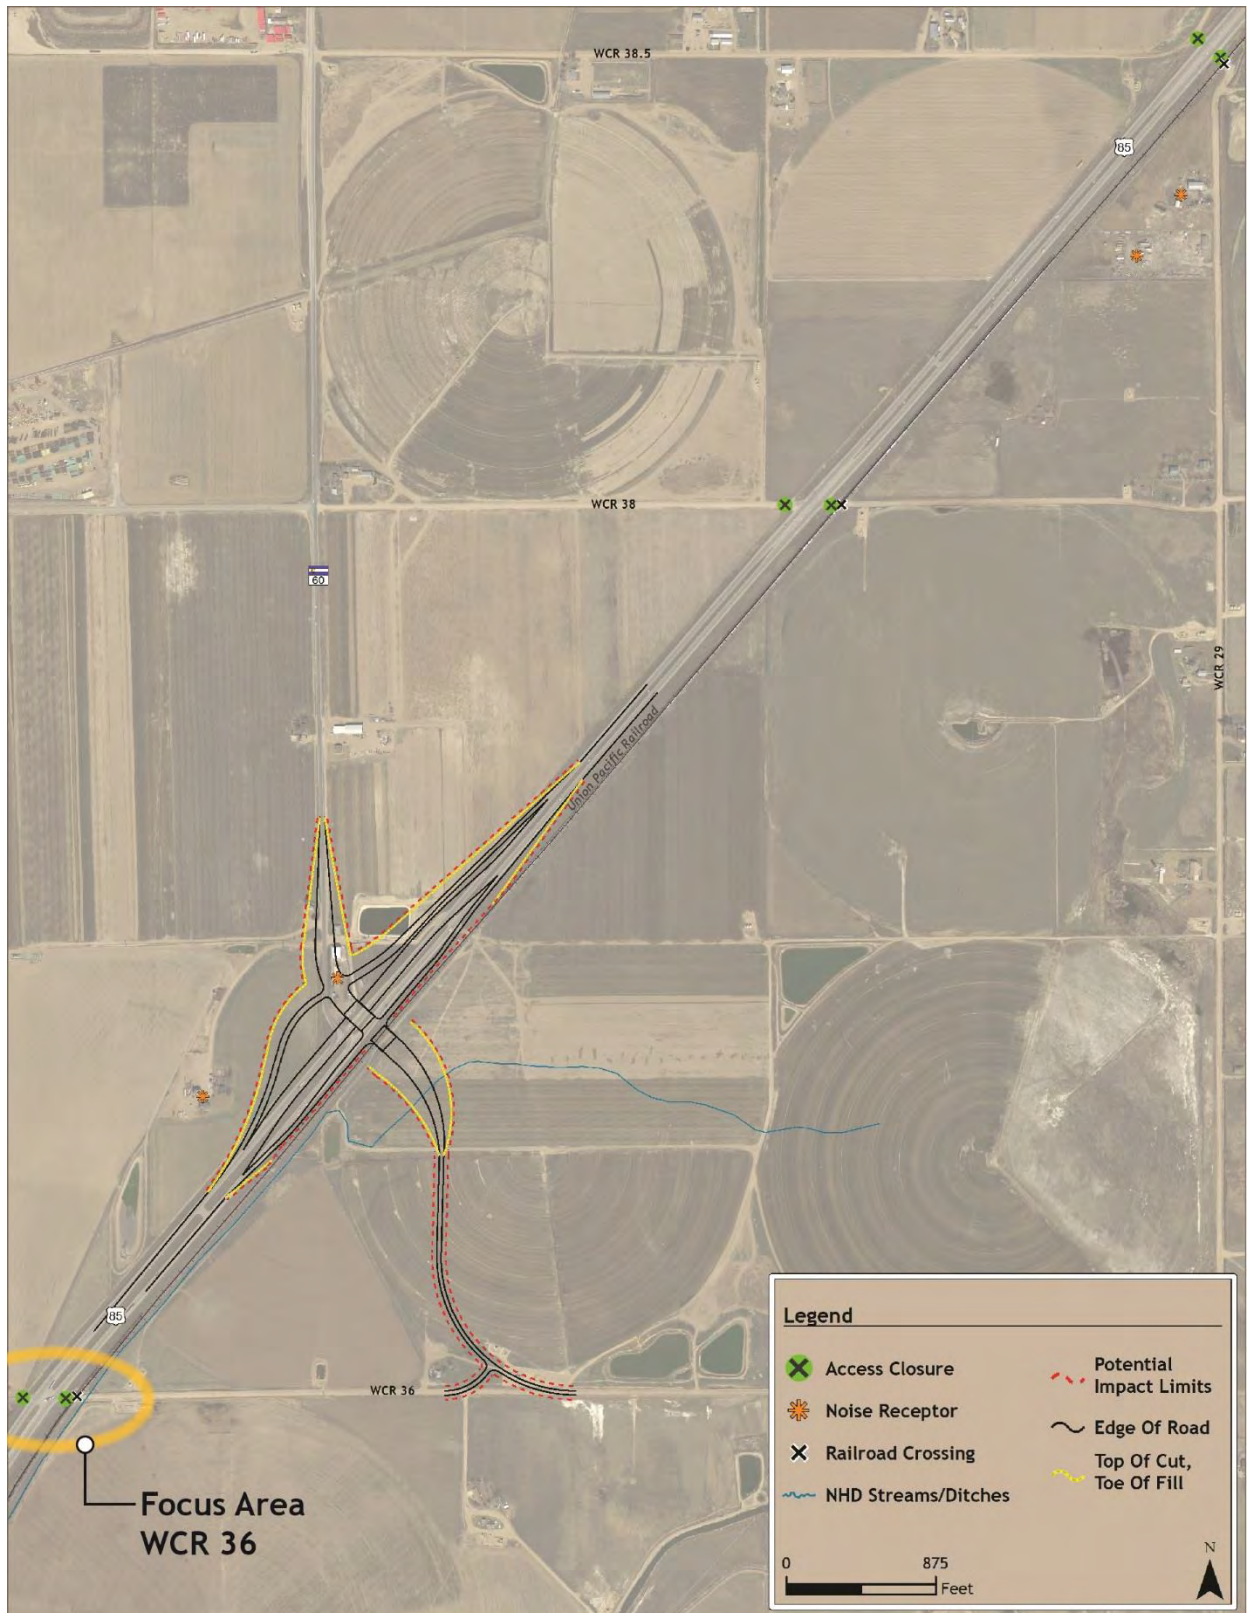 WCR 38.5
85
WCR 38
60
WCR 29
Union Pacific Railroad
85
WCR 36
Focus Area
WCR 36
Legend
Access Closure
Noise Receptor
Railroad Crossing
NHD Streams/Ditches
Potential
Impact Limits
Edge Of Road
Top Of Cut,
Toe Of Fill
0 875
Feet
N